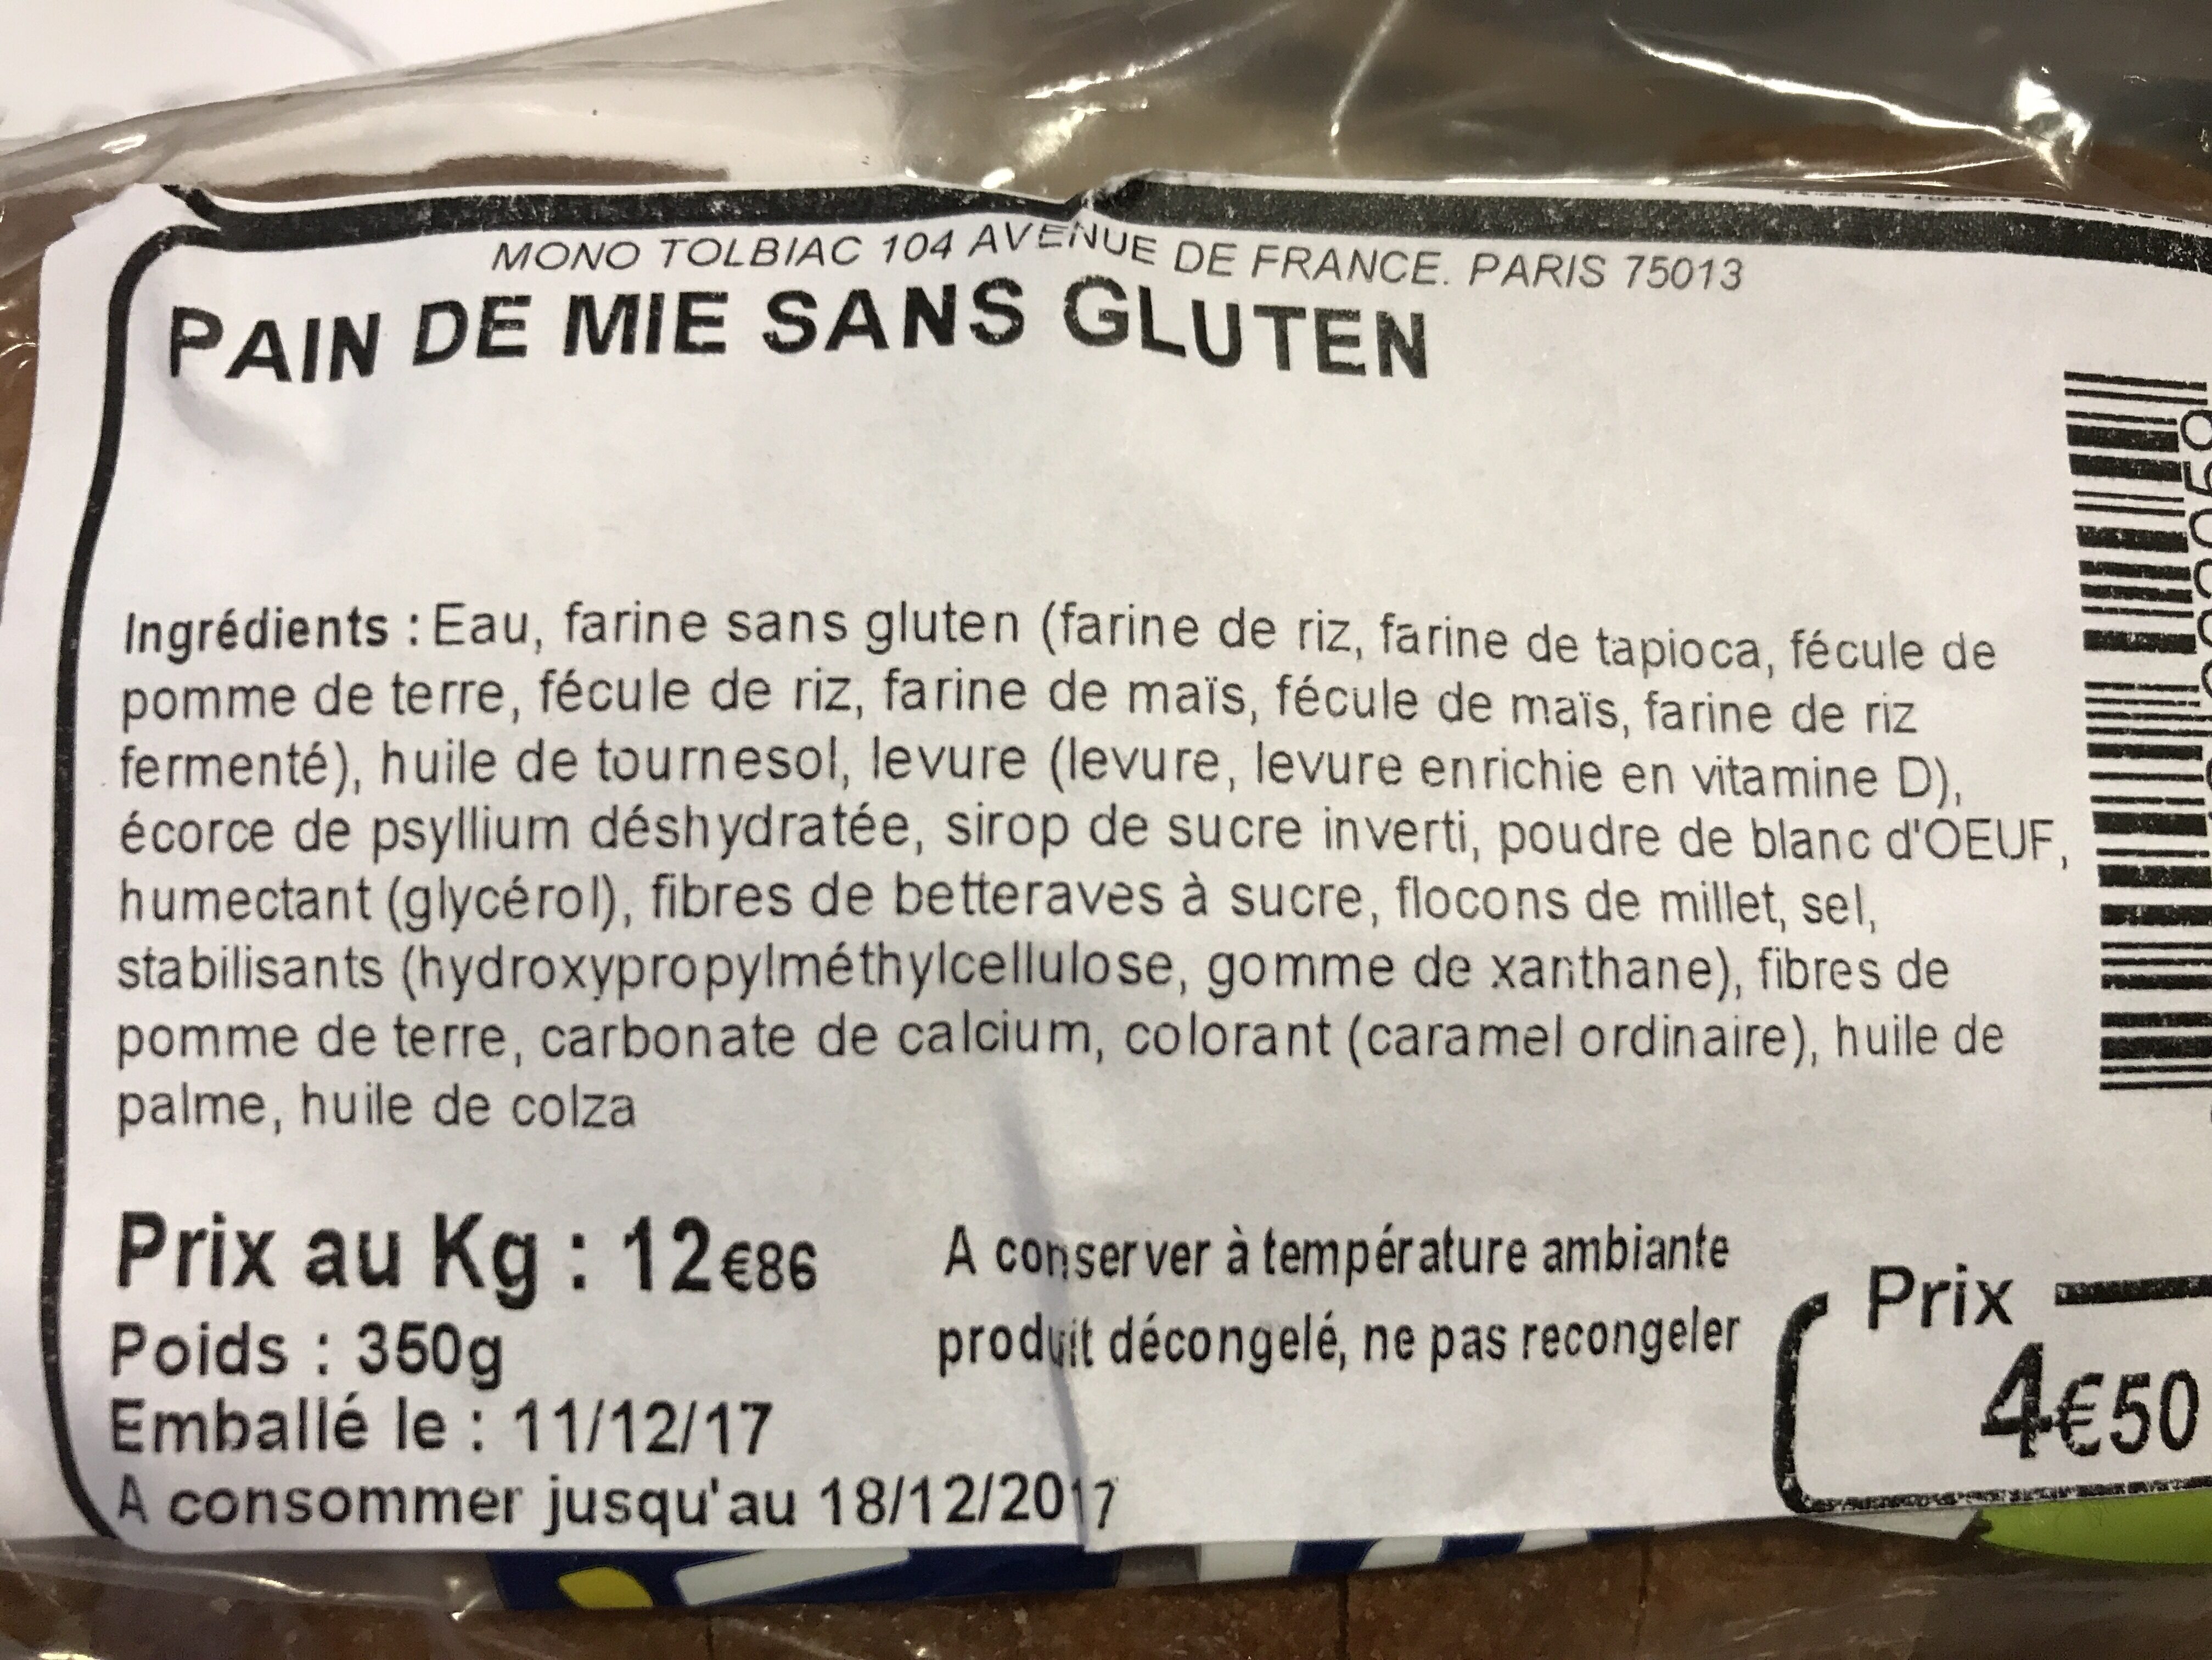 MONO TOLBIAC 104 AVENUE DE FRANCE. PARIS 75013
PAIN DE MIE SANS GLUTEN
Ingrédients : Eau, farine sans gluten (farine de riz, farine de tapioca, fécule de
pomme de terre, fécule de riz, farine de maïs, fécule de maïs, farine de riz
fermenté), huile de tournesol, levure (levure, levure enrichie en vitamine D),
écorce de psyllium déshydratée, sirop de sucre inverti, poudre de blanc d'OEUF,
humectant (glycérol), fibres de betteraves à sucre, flocons de millet, sel,
stabilisants (hydroxypropylméthylcellulose, gomme de xanthane), fibres de
pomme de terre, carbonate de calcium, colorant (caramel ordinaire), huile de
palme, huile de colza
Prix au Kg : 12€86
Poids : 350g
Emballé le : 11/12/17
A consommer jusqu'au 18/12/2017
A conserver à température ambiante
produit décongelé, ne pas recongeler
Prix
4€50